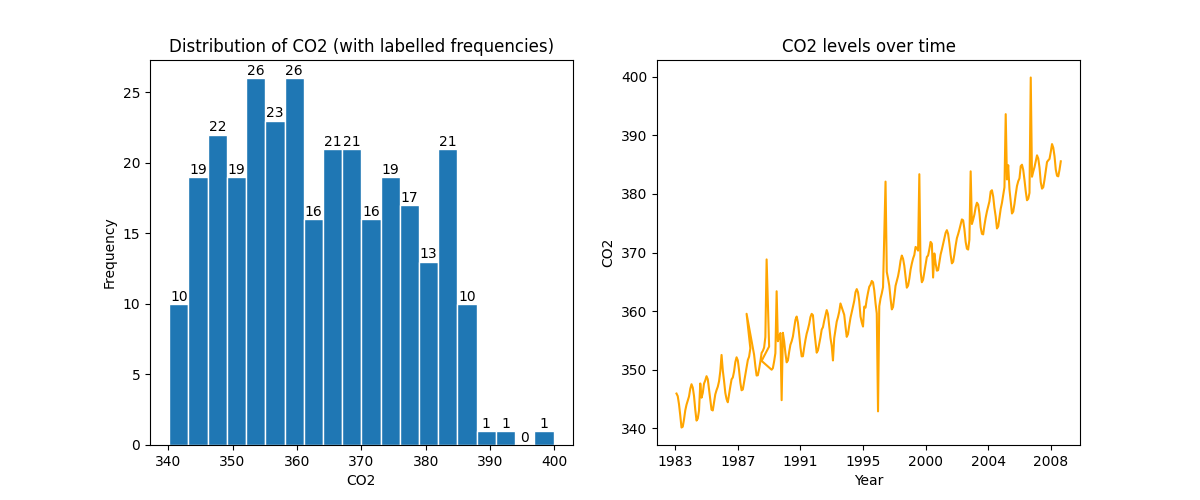 Distribution of CO2 (with labelled frequencies)
26 26
23
22
21 21 21
19 19 19
17
16 16
13
10 10
1 1 0 1
25
20
15
10
5
0
Frequency
340 350 360 370 380 390 400
CO2
CO2 levels over time
400
390
380
370
360
350
340
CO2
1983 1987 1991 1995 2000 2004 2008
Year